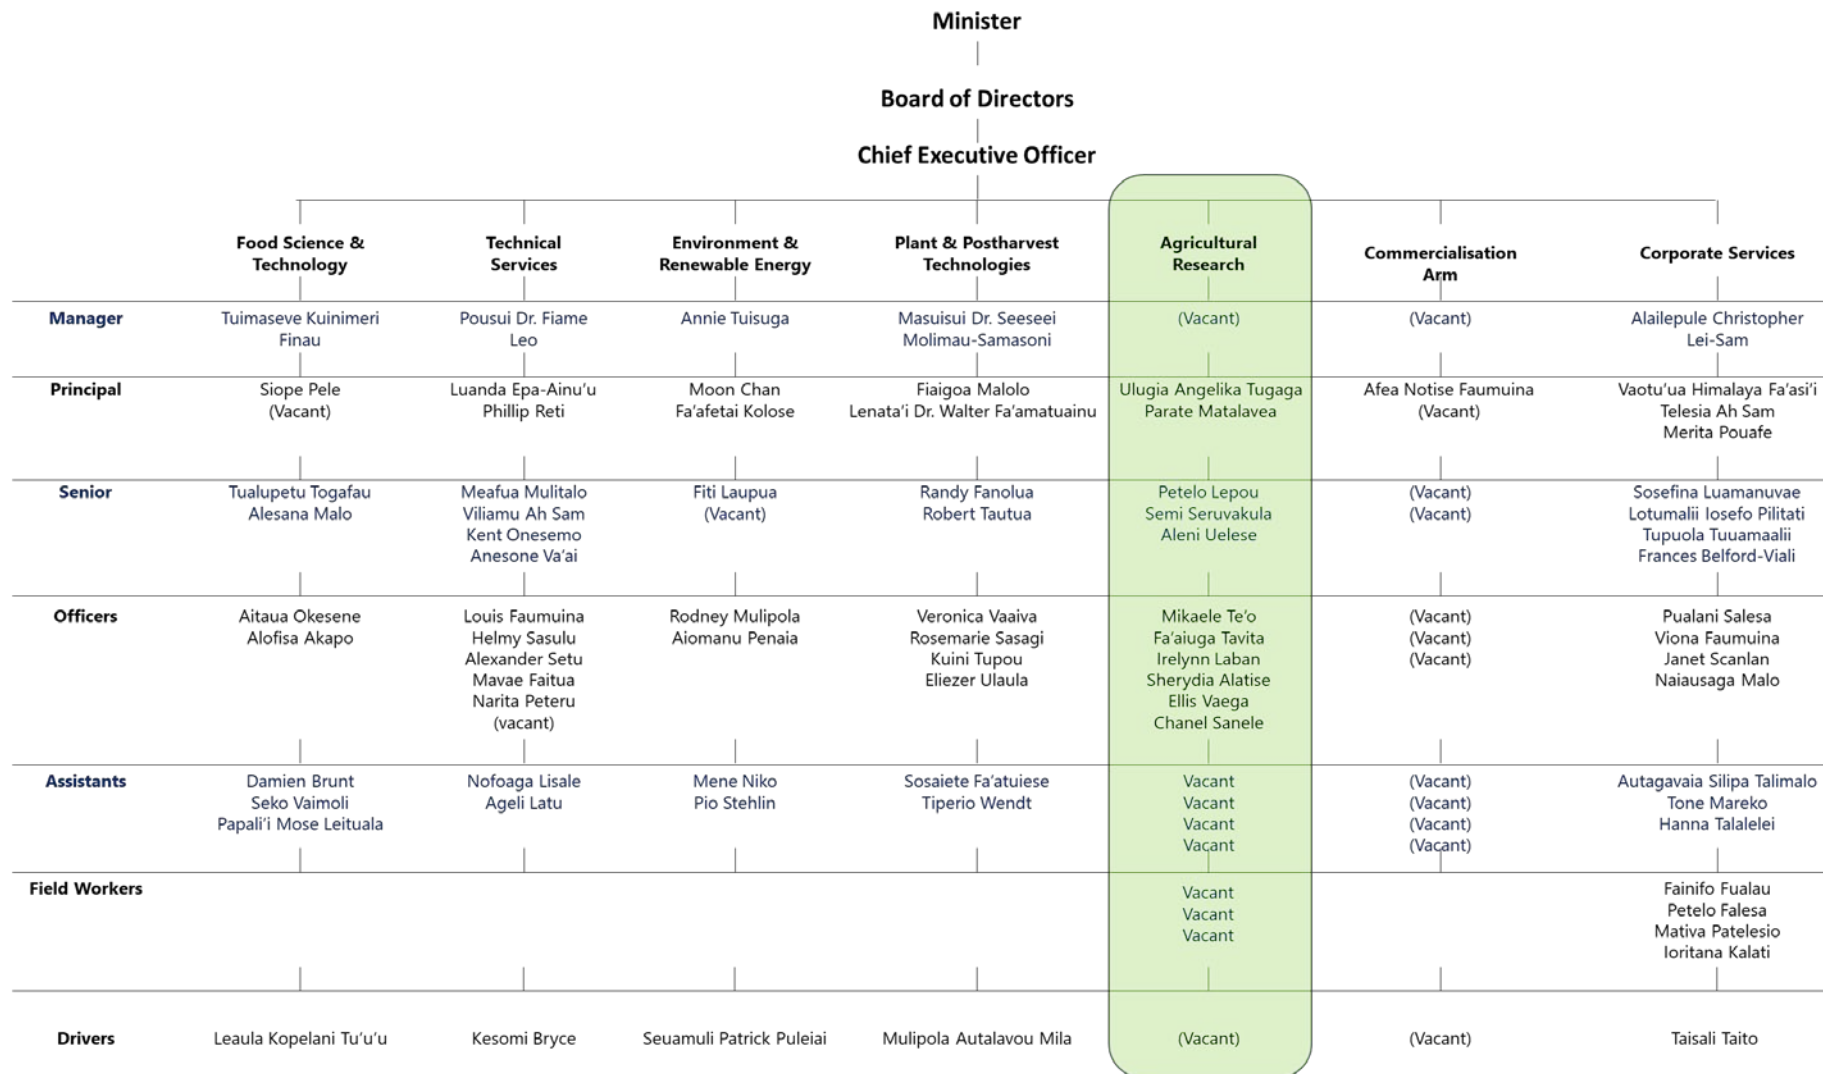 Minister
Board of Directors
Chief Executive Officer
Food Science &
Technology
Technical
Services
Environment &
Renewable Energy
Plant & Postharvest
Technologies
Agricultural
Research
Commercialisation
Arm
Corporate Services
Manager
Tuimaseve Kuinimeri
Finau
Pousui Dr. Fiame
Leo
Annie Tuisuga
Masuisui Dr. Seeseei
Molimau-Samasoni
(Vacant)
(Vacant)
Alailepule Christopher
Lei-Sam
Principal
Siope Pele
(Vacant)
Luanda Epa-Ainu'u
Phillip Reti
Moon Chan
Fa'afetai Kolose
Fiaigoa Malolo
Lenata'i Dr. Walter Fa'amatuainu
Ulugia Angelika Tugaga
Parate Matalavea
Afea Notise Faumuina
(Vacant)
Vaotu'ua Himalaya Fa'asi'i
Telesia Ah Sam
Merita Pouafe
Senior
Tualupetu Togafau
Alesana Malo
Meafua Mulitalo
Viliamu Ah Sam
Kent Onesemo
Anesone Va'ai
Fiti Laupua
(Vacant)
Randy Fanolua
Robert Tautua
Petelo Lepou
Semi Seruvakula
Aleni Uelese
(Vacant)
(Vacant)
Sosefina Luamanuvae
Lotumalii Iosefo Pilitati
Tupuola Tuuamaalii
Frances Belford-Viali
Officers
Aitaua Okesene
Alofisa Akapo
Louis Faumuina
Helmy Sasulu
Alexander Setu
Mavae Faitua
Narita Peteru
(vacant)
Rodney Mulipola
Aiomanu Penaia
Veronica Vaaiva
Rosemarie Sasagi
Kuini Tupou
Eliezer Ulaula
Mikaele Te'o
Fa'aiuga Tavita
Irelynn Laban
Sherydia Alatise
Ellis Vaega
Chanel Sanele
(Vacant)
(Vacant)
(Vacant)
Pualani Salesa
Viona Faumuina
Janet Scanlan
Naiausaga Malo
Assistants
Damien Brunt
Seko Vaimoli
Papali'i Mose Leituala
Nofoaga Lisale
Ageli Latu
Mene Niko
Pio Stehlin
Sosaiete Fa'atuiese
Tiperio Wendt
Vacant
Vacant
Vacant
Vacant
(Vacant)
(Vacant)
(Vacant)
(Vacant)
Autagavaia Silipa Talimalo
Tone Mareko
Hanna Talalelei
Field Workers
Vacant
Vacant
Vacant
Fainifo Fualau
Petelo Falesa
Mativa Patelesio
Ioritana Kalati
Drivers
Leaula Kopelani Tu'u'u
Kesomi Bryce
Seuamuli Patrick Puleiai
Mulipola Autalavou Mila
(Vacant)
(Vacant)
Taisali Taito